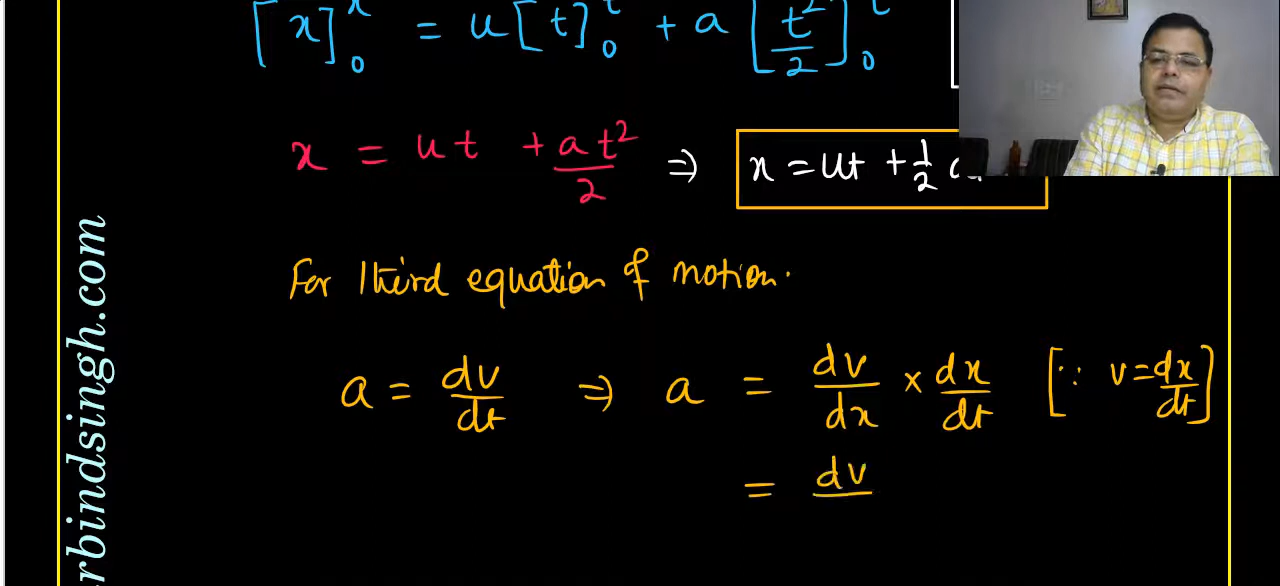 [x]₀ˣ = u[t]₀ᵗ + a[t²/2]₀ᵗ
x = ut + at²/2 ⇒ x = ut + 1/2
For third equation of motion.
a = dv/dt ⇒ a = dv/dx × dx/dt [∵ v = dx/dt]
= dv
rbindsingh.com